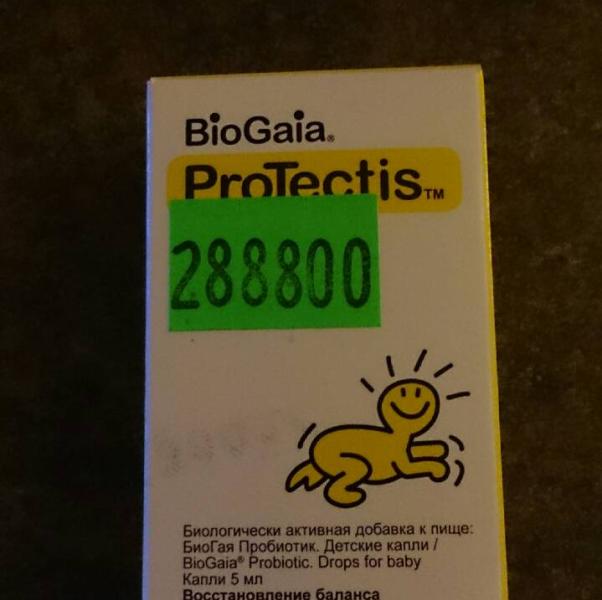 BioGaia®
ProTectis™
288800
Биологически активная добавка к пище:
БиоГая Пробиотик. Детские капли /
BioGaia® Probiotic. Drops for baby
Капли 5 мл
Восстановление баланса